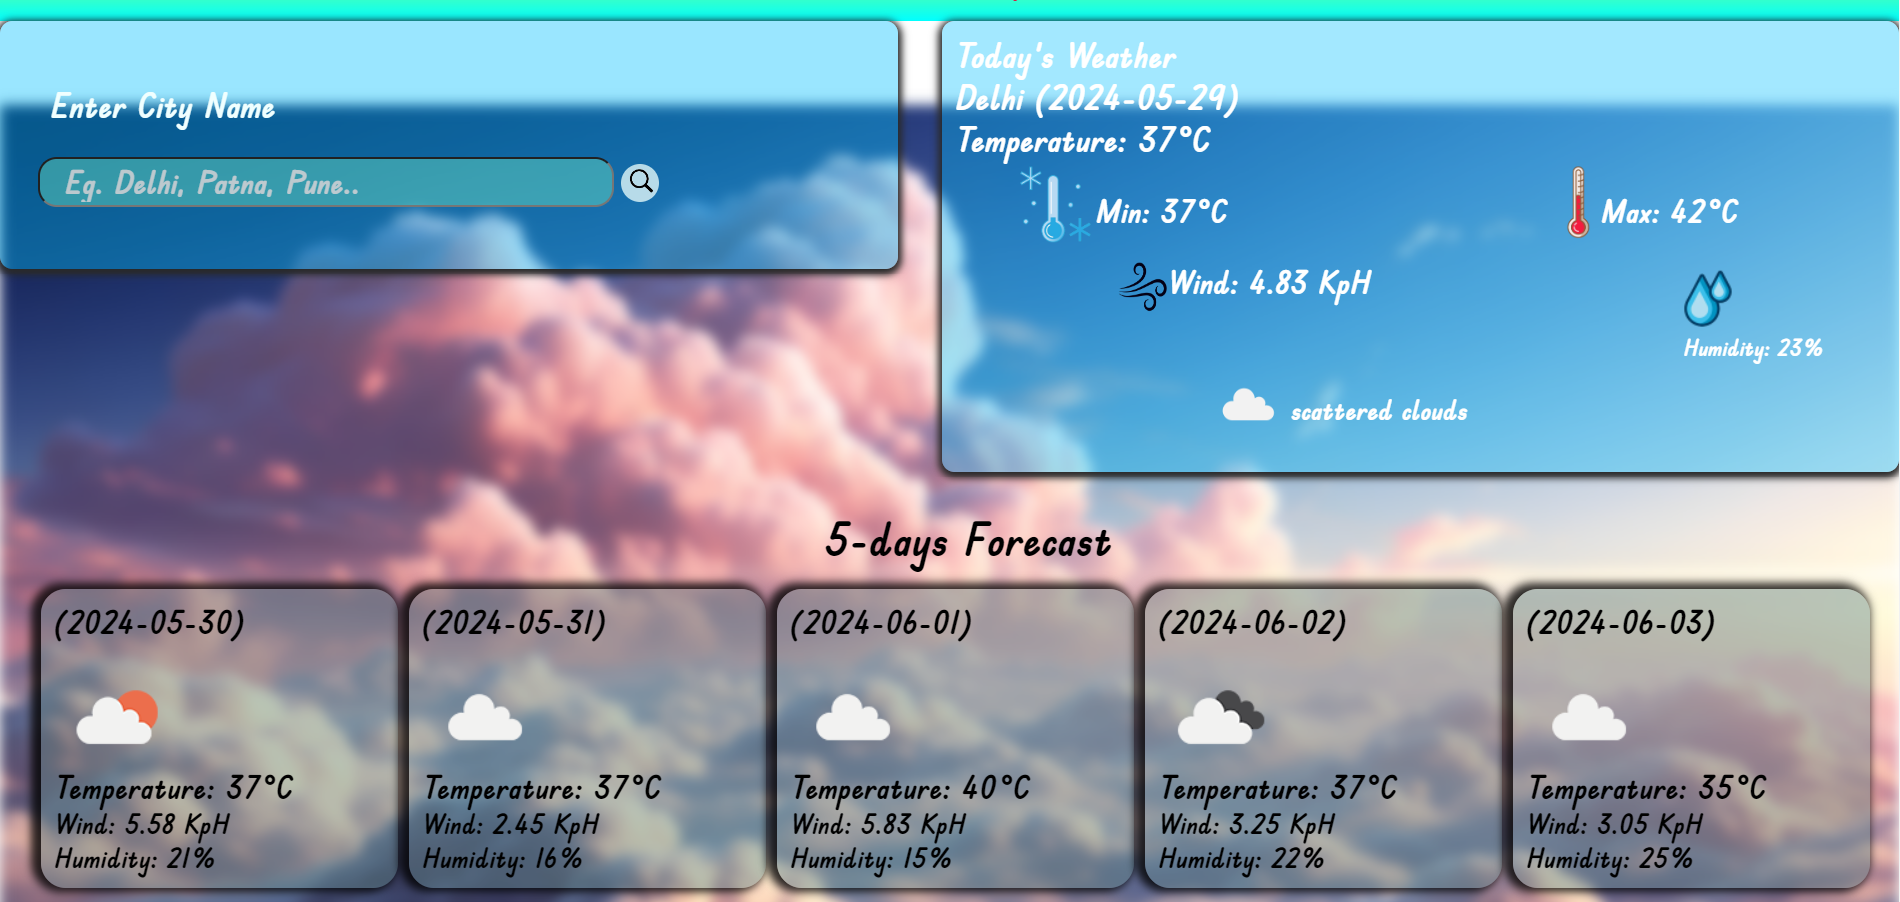 Enter City Name
Eg. Delhi, Patna, Pune..
Today's Weather
Delhi (2024-05-29)
Temperature: 37°C
Min: 37°C
Max: 42°C
Wind: 4.83 KpH
Humidity: 23%
scattered clouds
5-days Forecast
(2024-05-30)
Temperature: 37°C
Wind: 5.58 KpH
Humidity: 21%
(2024-05-31)
Temperature: 37°C
Wind: 2.45 KpH
Humidity: 16%
(2024-06-01)
Temperature: 40°C
Wind: 5.83 KpH
Humidity: 15%
(2024-06-02)
Temperature: 37°C
Wind: 3.25 KpH
Humidity: 22%
(2024-06-03)
Temperature: 35°C
Wind: 3.05 KpH
Humidity: 25%